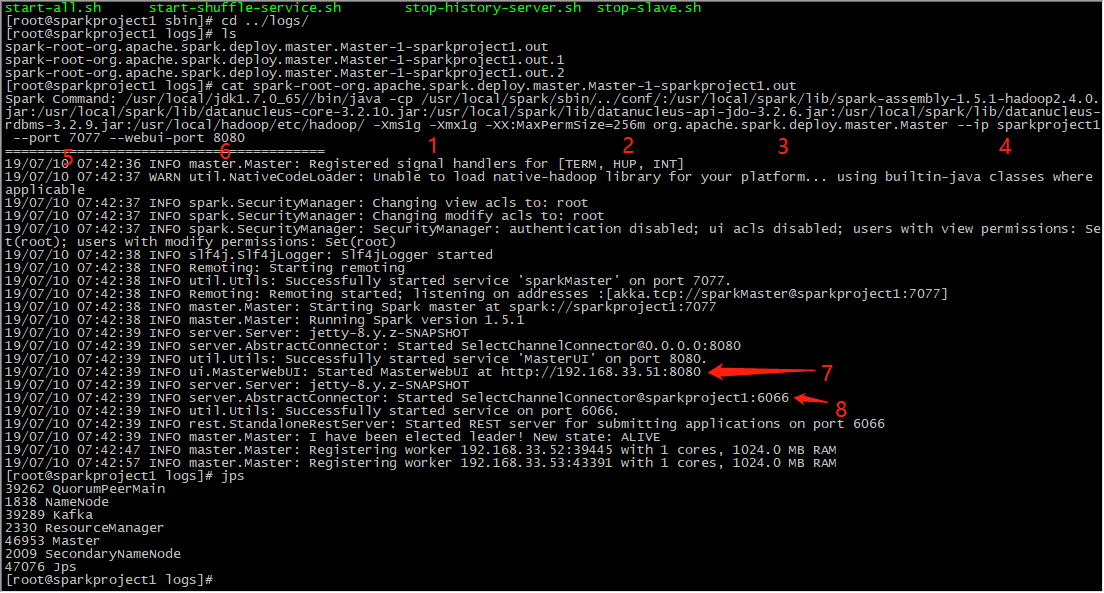 start-all.sh      start-shuffle-service.sh        stop-history-server.sh  stop-slave.sh
[root@sparkproject1 sbin]# cd ../logs/
[root@sparkproject1 logs]# ls
spark-root-org.apache.spark.deploy.master.Master-1-sparkproject1.out
spark-root-org.apache.spark.deploy.master.Master-1-sparkproject1.out.1
spark-root-org.apache.spark.deploy.master.Master-1-sparkproject1.out.2
[root@sparkproject1 logs]# cat spark-root-org.apache.spark.deploy.master.Master-1-sparkproject1.out
Spark Command: /usr/local/jdk1.7.0_65//bin/java -cp /usr/local/spark/sbin/../conf/:/usr/local/spark/lib/spark-assembly-1.5.1-hadoop2.4.0.
jar:/usr/local/spark/lib/datanucleus-core-3.2.10.jar:/usr/local/spark/lib/datanucleus-api-jdo-3.2.6.jar:/usr/local/spark/lib/datanucleus-
rdbms-3.2.9.jar:/usr/local/hadoop/etc/hadoop/ -Xms1g -Xmx1g -XX:MaxPermSize=256m org.apache.spark.deploy.master.Master --ip sparkproject1
--port 7077 --webui-port 8080
1 2 3 4
========================================
5 6
19/07/10 07:42:36 INFO master.Master: Registered signal handlers for [TERM, HUP, INT]
19/07/10 07:42:37 WARN util.NativeCodeLoader: Unable to load native-hadoop library for your platform... using builtin-java classes where
applicable
19/07/10 07:42:37 INFO spark.SecurityManager: Changing view acls to: root
19/07/10 07:42:37 INFO spark.SecurityManager: Changing modify acls to: root
19/07/10 07:42:37 INFO spark.SecurityManager: SecurityManager: authentication disabled; ui acls disabled; users with view permissions: Se
t(root); users with modify permissions: Set(root)
19/07/10 07:42:38 INFO slf4j.Slf4jLogger: Slf4jLogger started
19/07/10 07:42:38 INFO Remoting: Starting remoting
19/07/10 07:42:38 INFO util.Utils: Successfully started service 'sparkMaster' on port 7077.
19/07/10 07:42:38 INFO Remoting: Remoting started; listening on addresses :[akka.tcp://sparkMaster@sparkproject1:7077]
19/07/10 07:42:38 INFO master.Master: Starting Spark master at spark://sparkproject1:7077
19/07/10 07:42:38 INFO master.Master: Running Spark version 1.5.1
19/07/10 07:42:39 INFO server.Server: jetty-8.y.z-SNAPSHOT
19/07/10 07:42:39 INFO server.AbstractConnector: Started SelectChannelConnector@0.0.0.0:8080
19/07/10 07:42:39 INFO util.Utils: Successfully started service 'MasterUI' on port 8080.
19/07/10 07:42:39 INFO ui.MasterWebUI: Started MasterWebUI at http://192.168.33.51:8080 7
19/07/10 07:42:39 INFO server.Server: jetty-8.y.z-SNAPSHOT
19/07/10 07:42:39 INFO server.AbstractConnector: Started SelectChannelConnector@sparkproject1:6066 8
19/07/10 07:42:39 INFO util.Utils: Successfully started service on port 6066.
19/07/10 07:42:39 INFO rest.StandaloneRestServer: Started REST server for submitting applications on port 6066
19/07/10 07:42:39 INFO master.Master: I have been elected leader! New state: ALIVE
19/07/10 07:42:47 INFO master.Master: Registering worker 192.168.33.52:39445 with 1 cores, 1024.0 MB RAM
19/07/10 07:42:57 INFO master.Master: Registering worker 192.168.33.53:43391 with 1 cores, 1024.0 MB RAM
[root@sparkproject1 logs]# jps
39262 QuorumPeerMain
1838 NameNode
39289 Kafka
2330 ResourceManager
46953 Master
2009 SecondaryNameNode
47076 Jps
[root@sparkproject1 logs]#